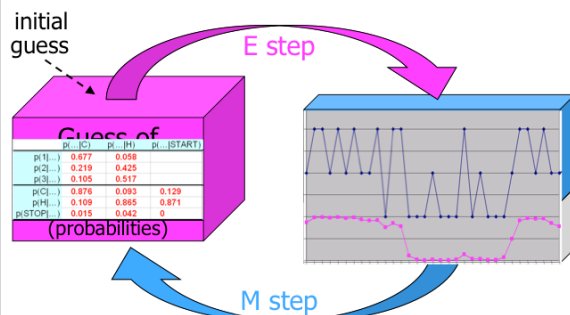 initial
guess
E step
Guess of
p(...|C) p(...|H) p(...|START)
p(1|...) 0.677 0.058
p(2|...) 0.219 0.425
p(3|...) 0.105 0.517
p(C|...) 0.876 0.093 0.129
p(H|...) 0.109 0.865 0.871
p(STOP|...) 0.015 0.042 0
(probabilities)
M step